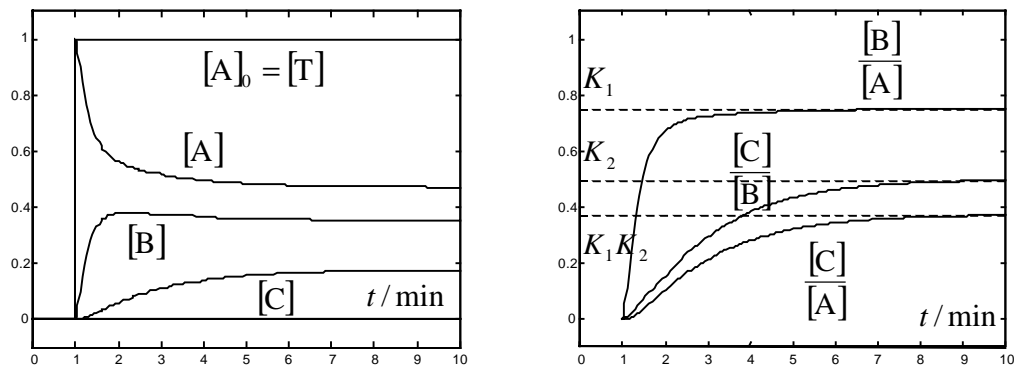 1
0.8
0.6
0.4
0.2
0
[A]₀ = [T]
[A]
[B]
[C]
t / min
0 1 2 3 4 5 6 7 8 9 10
1
0.8
0.6
0.4
0.2
0
K₁
K₂
K₁K₂
[B]
[A]
[C]
[B]
[C]
[A]
t / min
0 1 2 3 4 5 6 7 8 9 10